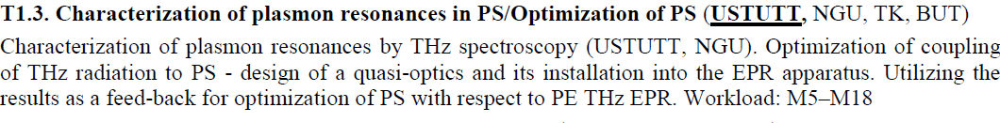 T1.3. Characterization of plasmon resonances in PS/Optimization of PS (USTUTT, NGU, TK, BUT)
Characterization of plasmon resonances by THz spectroscopy (USTUTT, NGU). Optimization of coupling
of THz radiation to PS - design of a quasi-optics and its installation into the EPR apparatus. Utilizing the
results as a feed-back for optimization of PS with respect to PE THz EPR. Workload: M5–M18